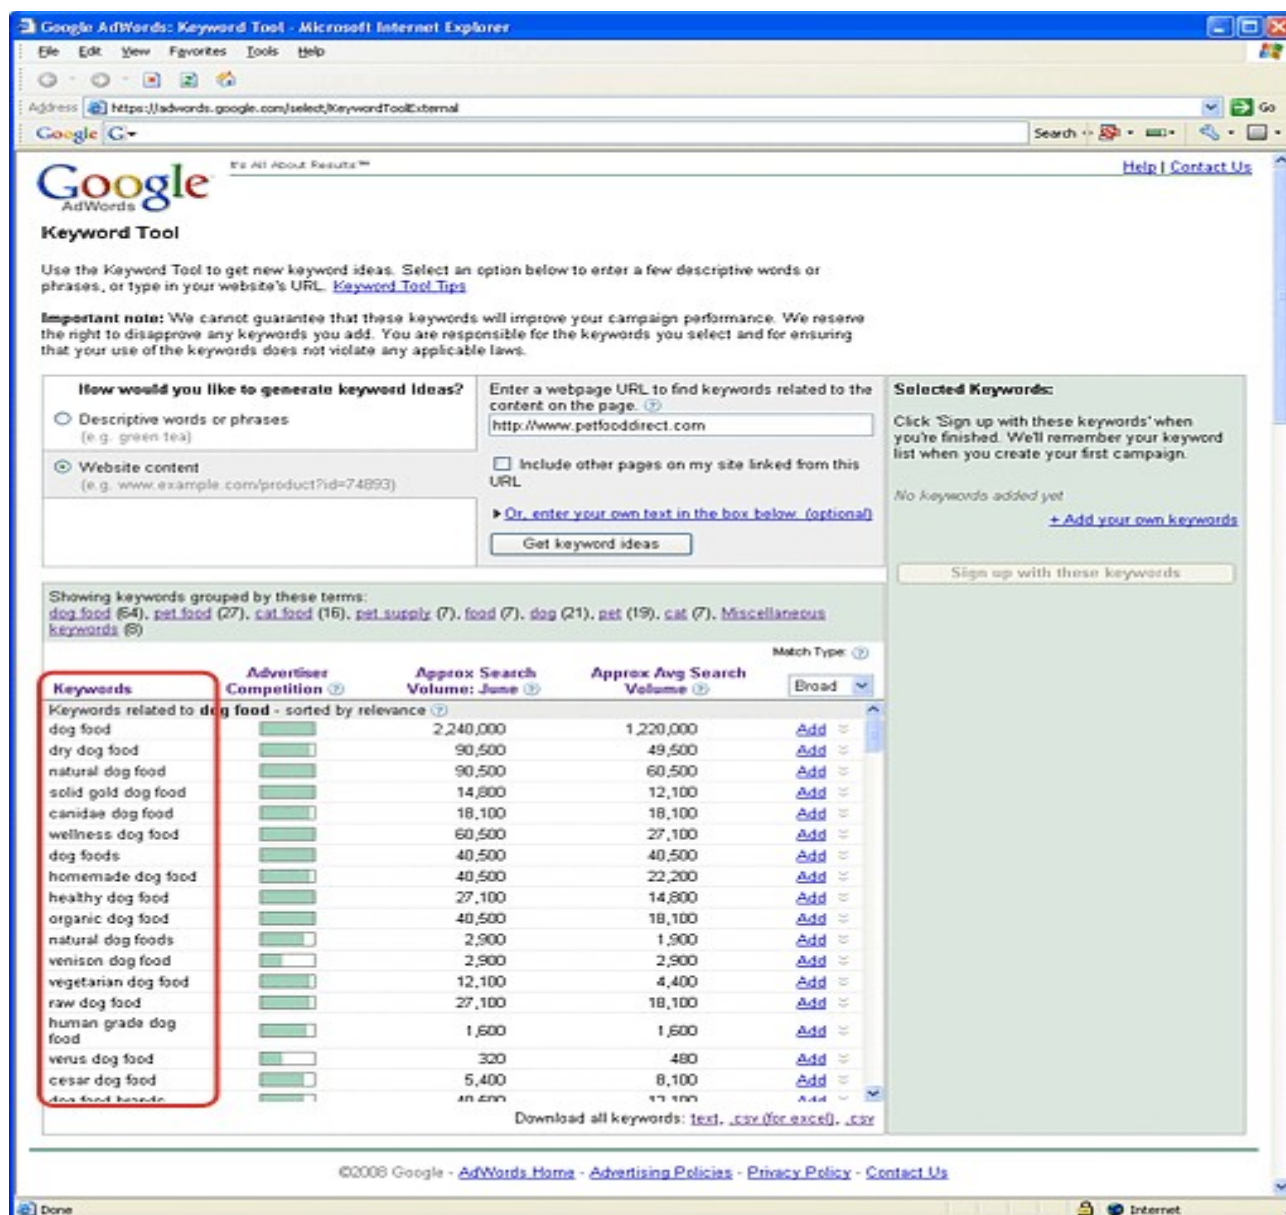 Google AdWords: Keyword Tool - Microsoft Internet Explorer
File Edit View Favorites Tools Help
Address https://adwords.google.com/select/KeywordToolExternal Go
Google G Search
Google AdWords
It's All About Results™
Help | Contact Us
Keyword Tool
Use the Keyword Tool to get new keyword ideas. Select an option below to enter a few descriptive words or
phrases, or type in your website's URL. Keyword Tool Tips
Important note: We cannot guarantee that these keywords will improve your campaign performance. We reserve
the right to disapprove any keywords you add. You are responsible for the keywords you select and for ensuring
that your use of the keywords does not violate any applicable laws.
How would you like to generate keyword ideas?
Descriptive words or phrases
(e.g. green tea)
Website content
(e.g. www.example.com/product?id=74893)
Enter a webpage URL to find keywords related to the
content on the page.
http://www.petfooddirect.com
Include other pages on my site linked from this
URL
Or, enter your own text in the box below. (optional)
Get keyword ideas
Selected Keywords:
Click 'Sign up with these keywords' when
you're finished. We'll remember your keyword
list when you create your first campaign.
No keywords added yet
+ Add your own keywords
Sign up with these keywords
Showing keywords grouped by these terms:
dog food (64), pet food (27), cat food (16), pet supply (7), food (7), dog (21), pet (19), cat (7), Miscellaneous
keywords (8)
Match Type:
Keywords Advertiser Competition Approx Search Volume: June Approx Avg Search Volume Broad
Keywords related to dog food - sorted by relevance
dog food 2,240,000 1,220,000 Add
dry dog food 90,500 49,500 Add
natural dog food 90,500 60,500 Add
solid gold dog food 14,800 12,100 Add
canidae dog food 18,100 18,100 Add
wellness dog food 60,500 27,100 Add
dog foods 40,500 40,500 Add
homemade dog food 40,500 22,200 Add
healthy dog food 27,100 14,800 Add
organic dog food 40,500 18,100 Add
natural dog foods 2,900 1,900 Add
venison dog food 2,900 2,900 Add
vegetarian dog food 12,100 4,400 Add
raw dog food 27,100 18,100 Add
human grade dog
food 1,600 1,600 Add
verus dog food 320 480 Add
cesar dog food 5,400 8,100 Add
dog food brands Add
Download all keywords: text, .csv (for excel), .csv
©2008 Google - AdWords Home - Advertising Policies - Privacy Policy - Contact Us
Done Internet